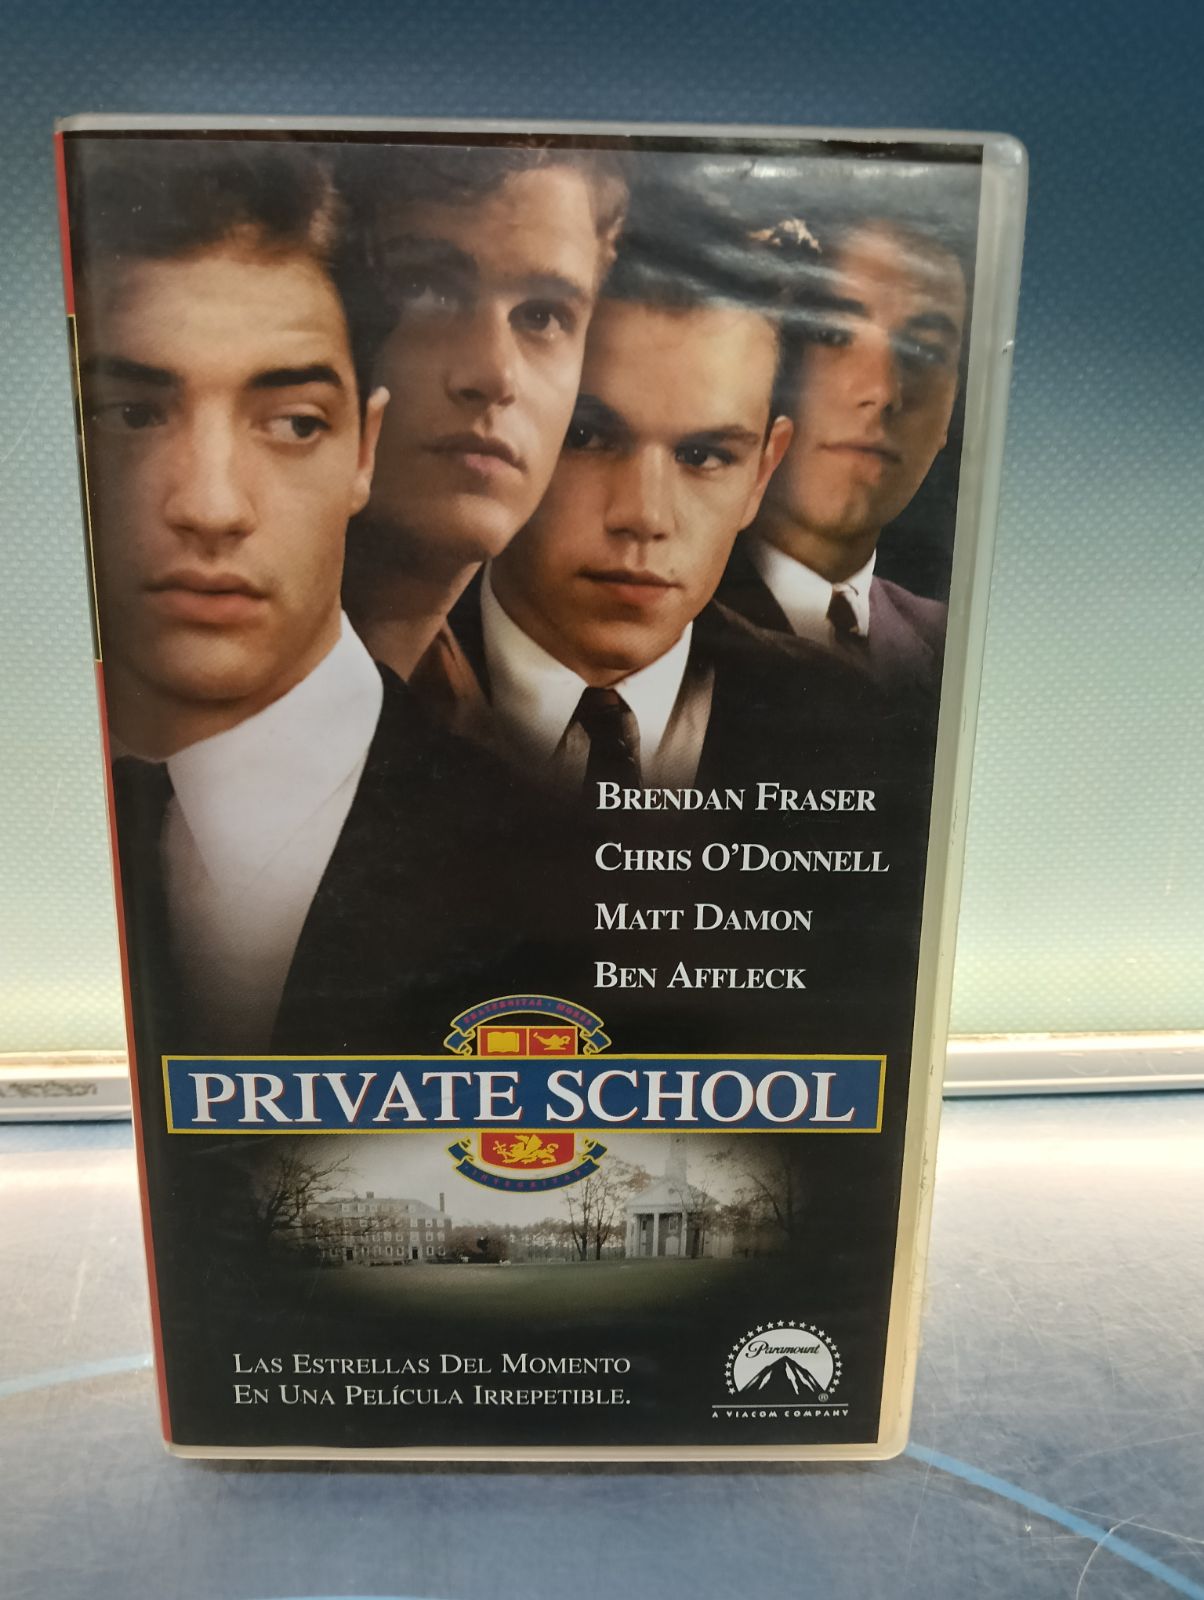 BRENDAN FRASER
CHRIS O'DONNELL
MATT DAMON
BEN AFFLECK
PRIVATE SCHOOL
LAS ESTRELLAS DEL MOMENTO
EN UNA PELÍCULA IRREPETIBLE.
Paramount
®
A VIACOM COMPANY